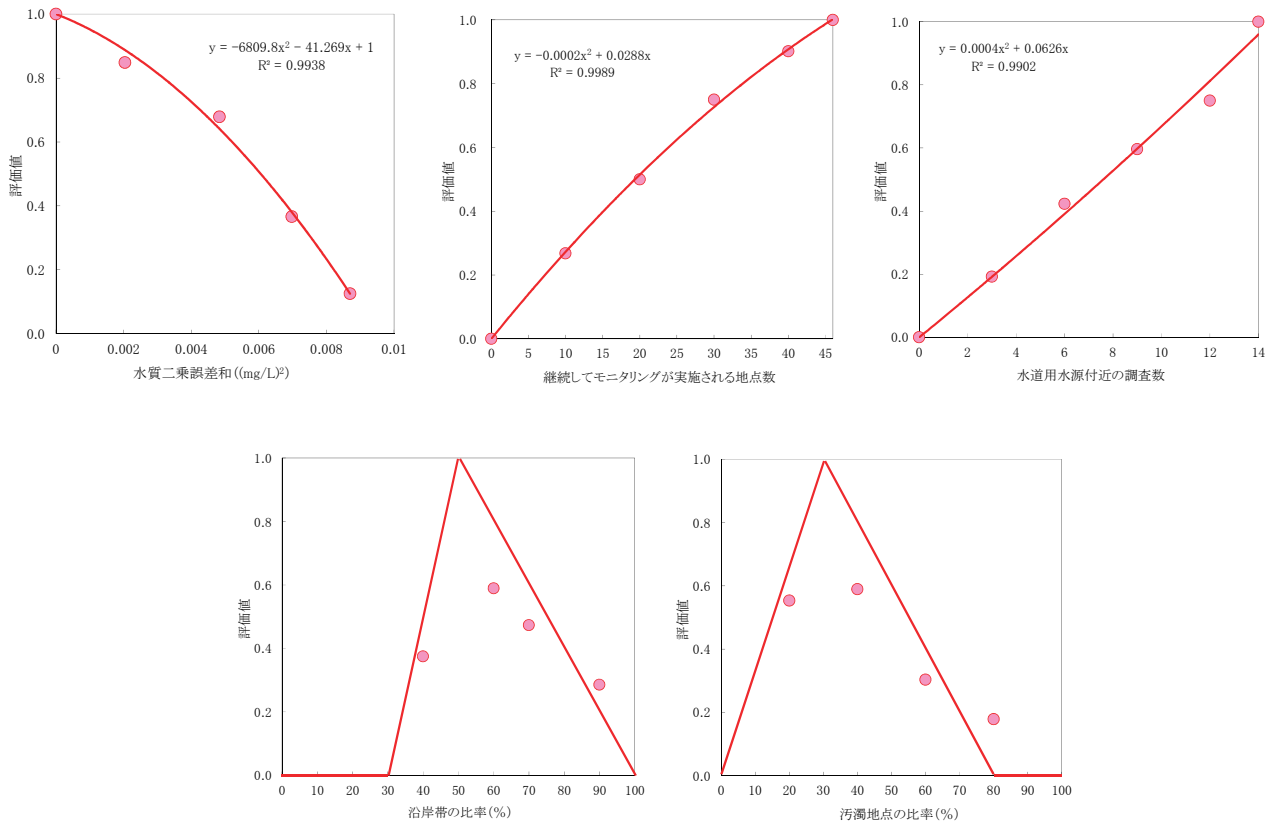 y = −6809.8x² − 41.269x + 1
R² = 0.9938
評価値
1.0
0.8
0.6
0.4
0.2
0.0
0 0.002 0.004 0.006 0.008 0.01
水質二乗誤差和((mg/L)²)
y = −0.0002x² + 0.0288x
R² = 0.9989
評価値
1.0
0.8
0.6
0.4
0.2
0.0
0 5 10 15 20 25 30 35 40 45
継続してモニタリングが実施される地点数
y = 0.0004x² + 0.0626x
R² = 0.9902
評価値
1.0
0.8
0.6
0.4
0.2
0.0
0 2 4 6 8 10 12 14
水道用水源付近の調査数
評価値
1.0
0.8
0.6
0.4
0.2
0.0
0 10 20 30 40 50 60 70 80 90 100
沿岸帯の比率(%)
評価値
1.0
0.8
0.6
0.4
0.2
0.0
0 10 20 30 40 50 60 70 80 90 100
汚濁地点の比率(%)